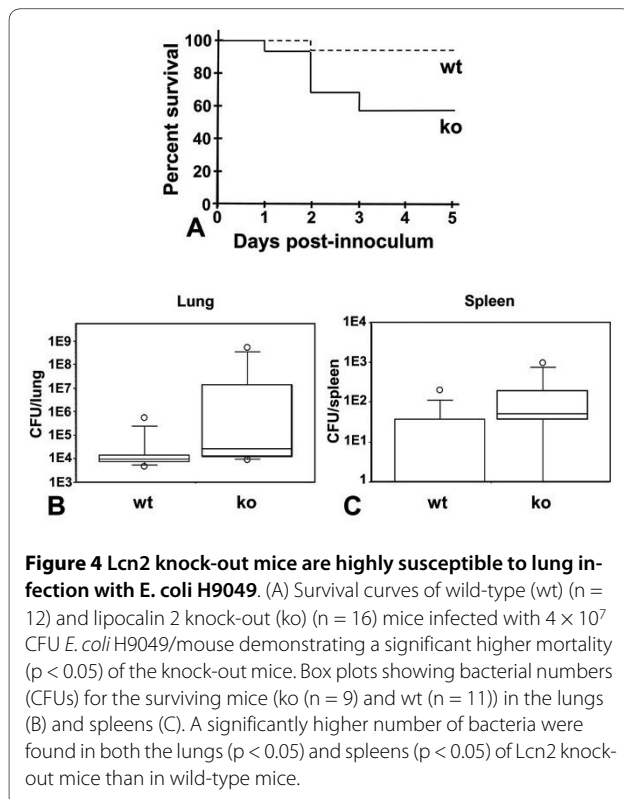 100
80
60
40
20
0
Percent survival
wt
ko
0 1 2 3 4 5
A
Days post-innoculum
Lung
1E9
1E8
1E7
1E6
1E5
1E4
1E3
CFU/lung
wt ko
B
Spleen
1E4
1E3
1E2
1E1
1
CFU/spleen
wt ko
C
Figure 4 Lcn2 knock-out mice are highly susceptible to lung in-
fection with E. coli H9049. (A) Survival curves of wild-type (wt) (n =
12) and lipocalin 2 knock-out (ko) (n = 16) mice infected with 4 × 10⁷
CFU E. coli H9049/mouse demonstrating a significant higher mortality
(p < 0.05) of the knock-out mice. Box plots showing bacterial numbers
(CFUs) for the surviving mice (ko (n = 9) and wt (n = 11)) in the lungs
(B) and spleens (C). A significantly higher number of bacteria were
found in both the lungs (p < 0.05) and spleens (p < 0.05) of Lcn2 knock-
out mice than in wild-type mice.